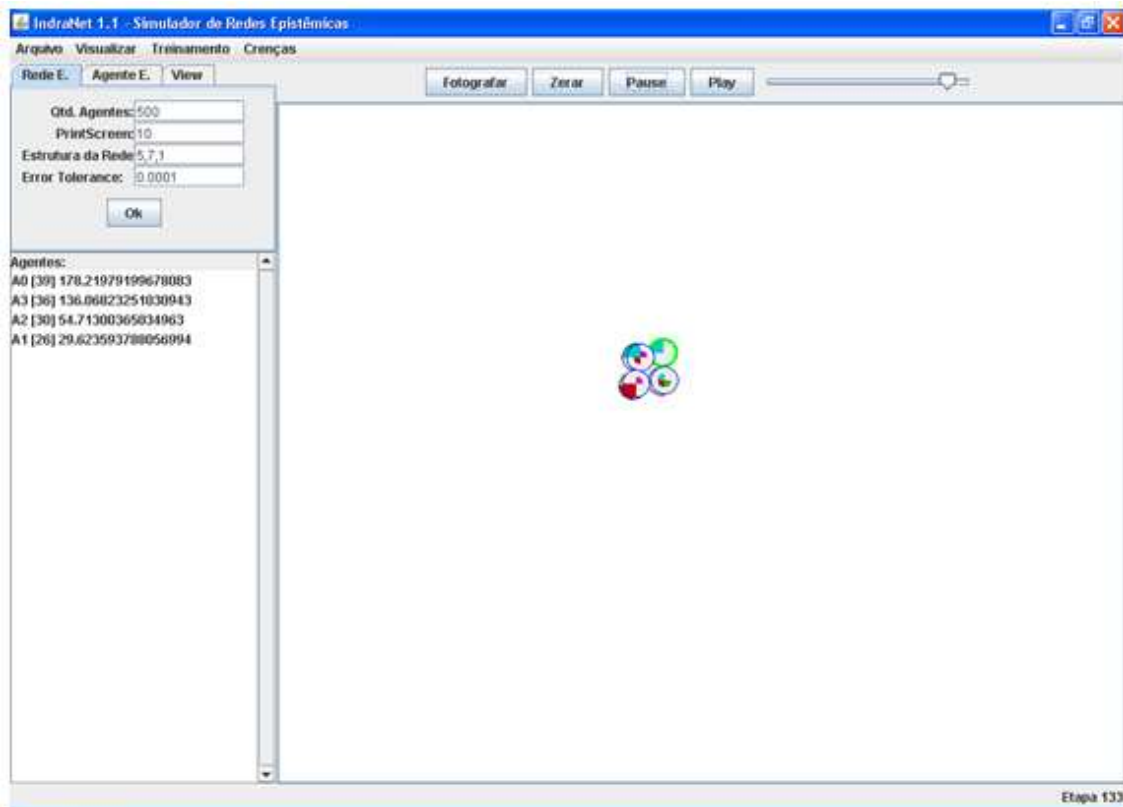 IndraNet 1.1 - Simulador de Redes Epistêmicas
Arquivo Visualizar Treinamento Crenças
Rede E. Agente E. View
Fotografar Zerar Pause Play
Qtd. Agentes: 500
PrintScreen: 10
Estrutura da Rede 5,7,1
Error Tolerance: 0.0001
Ok
Agentes:
A0 [39] 178.21979199678083
A3 [36] 136.06823251030943
A2 [30] 54.71300365034963
A1 [26] 29.623593788056994
Etapa 133